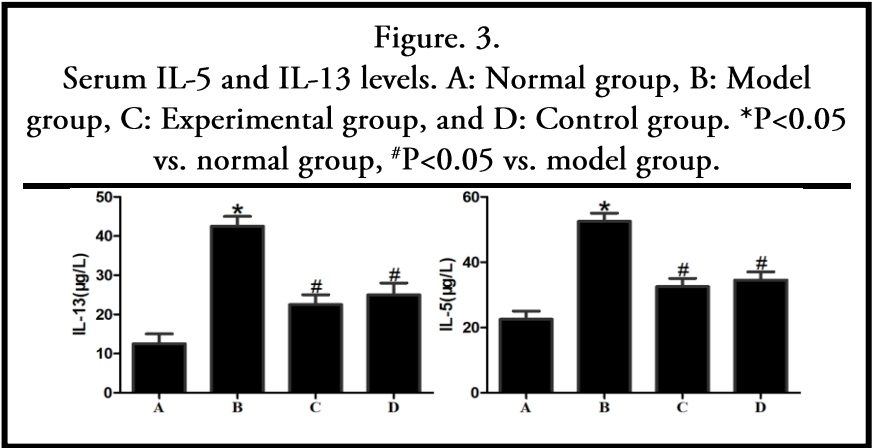 Figure. 3.
Serum IL-5 and IL-13 levels. A: Normal group, B: Model
group, C: Experimental group, and D: Control group. *P<0.05
vs. normal group, #P<0.05 vs. model group.
IL-13(μg/L)
50
40
30
20
10
0
*
#
#
A B C D
IL-5(μg/L)
60
40
20
0
*
#
#
A B C D